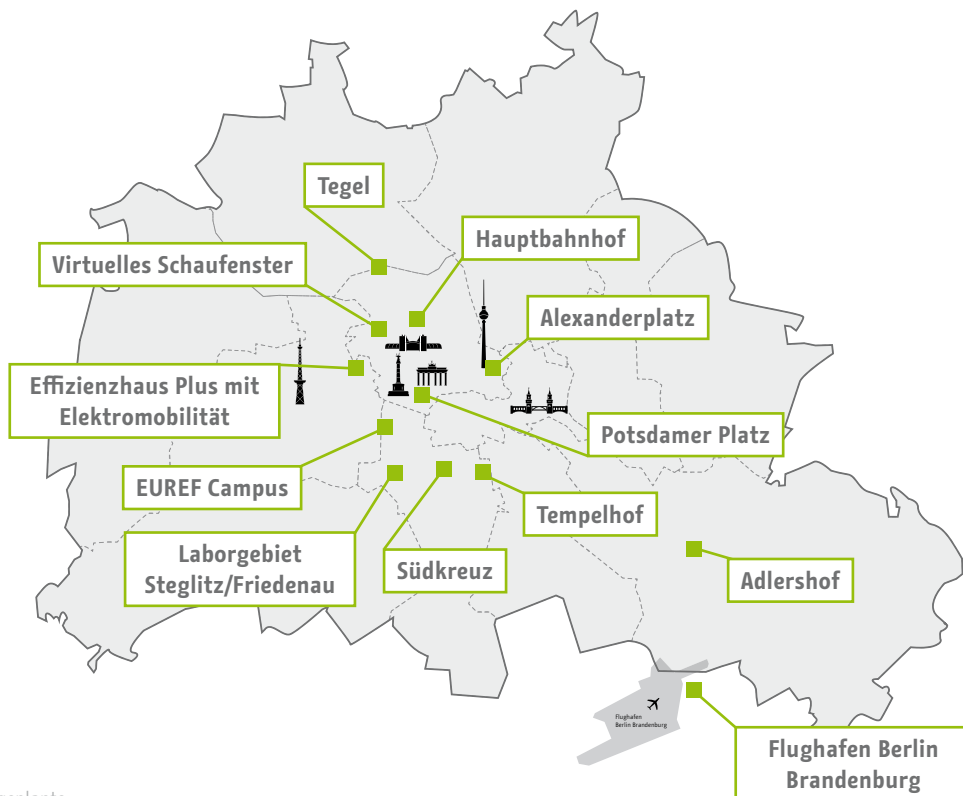 Tegel
Hauptbahnhof
Virtuelles Schaufenster
Alexanderplatz
Effizienzhaus Plus mit
Elektromobilität
Potsdamer Platz
EUREF Campus
Tempelhof
Laborgebiet
Steglitz/Friedenau
Südkreuz
Adlershof
Flughafen
Berlin Brandenburg
Flughafen Berlin
Brandenburg